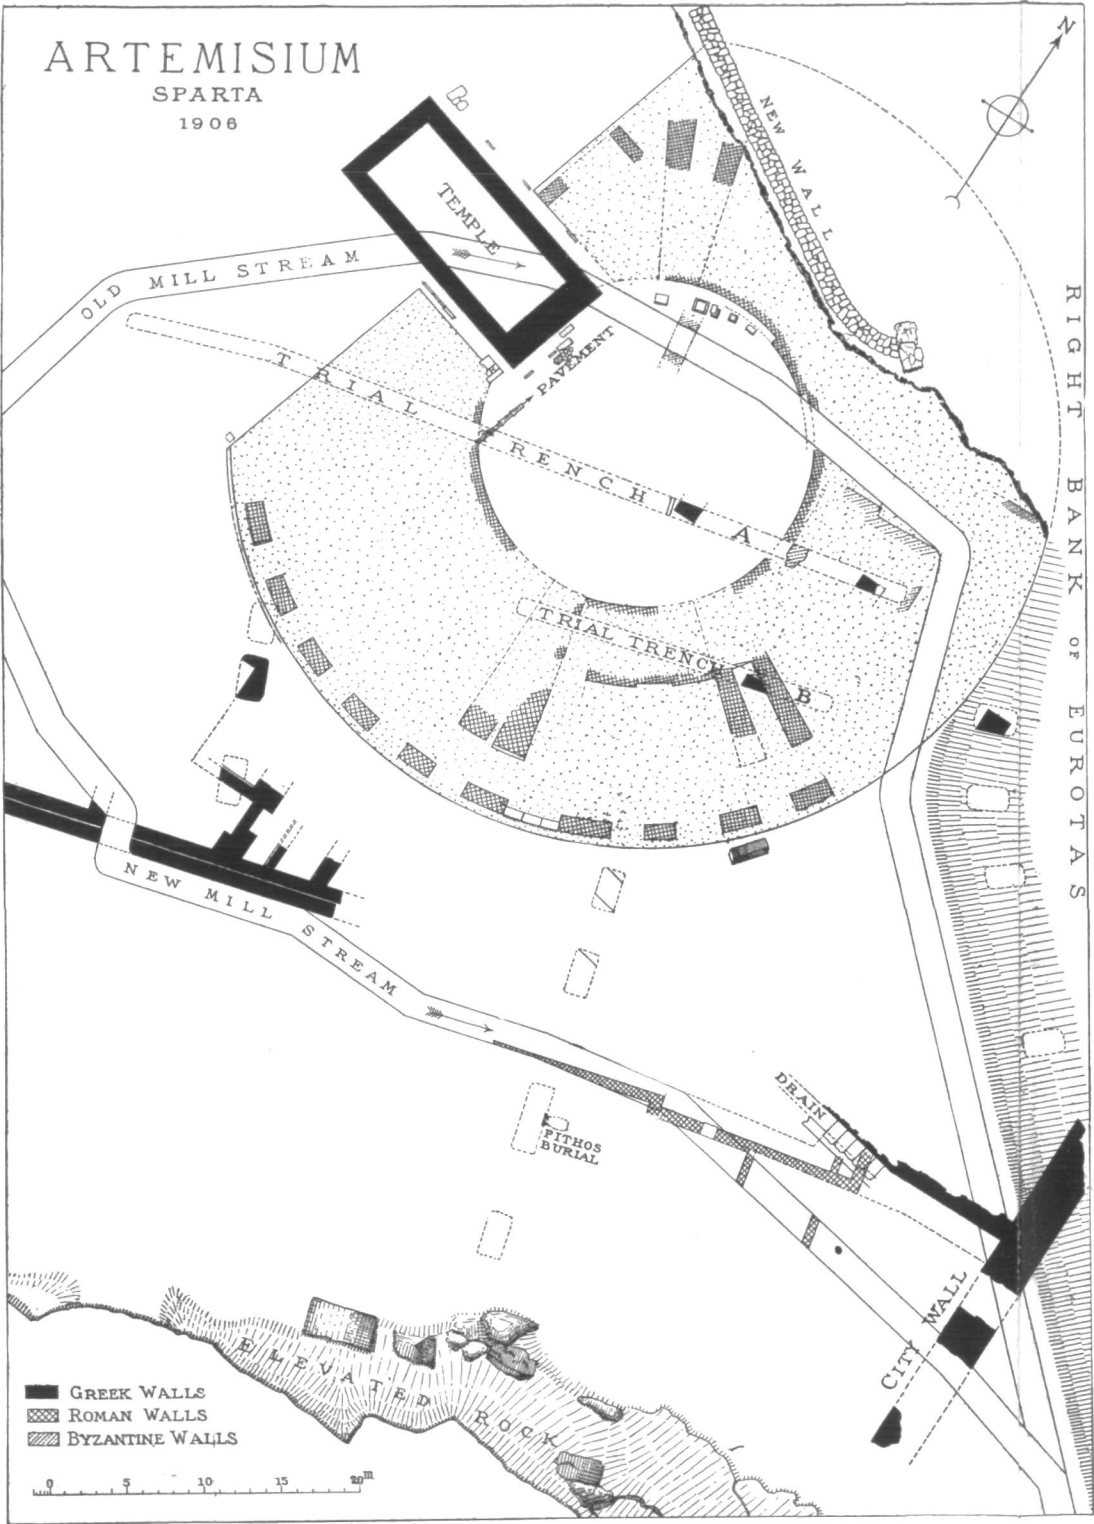 ARTEMISIUM
SPARTA
1906
N
NEW WALL
TEMPLE
OLD MILL STREAM
PAVEMENT
TRIAL TRENCH A
TRIAL TRENCH B
RIGHT BANK OF EUROTAS
NEW MILL STREAM
DRAIN
PITHOS
BURIAL
CITY WALL
ELEVATED ROCK
GREEK WALLS
ROMAN WALLS
BYZANTINE WALLS
0 5 10 15 20m